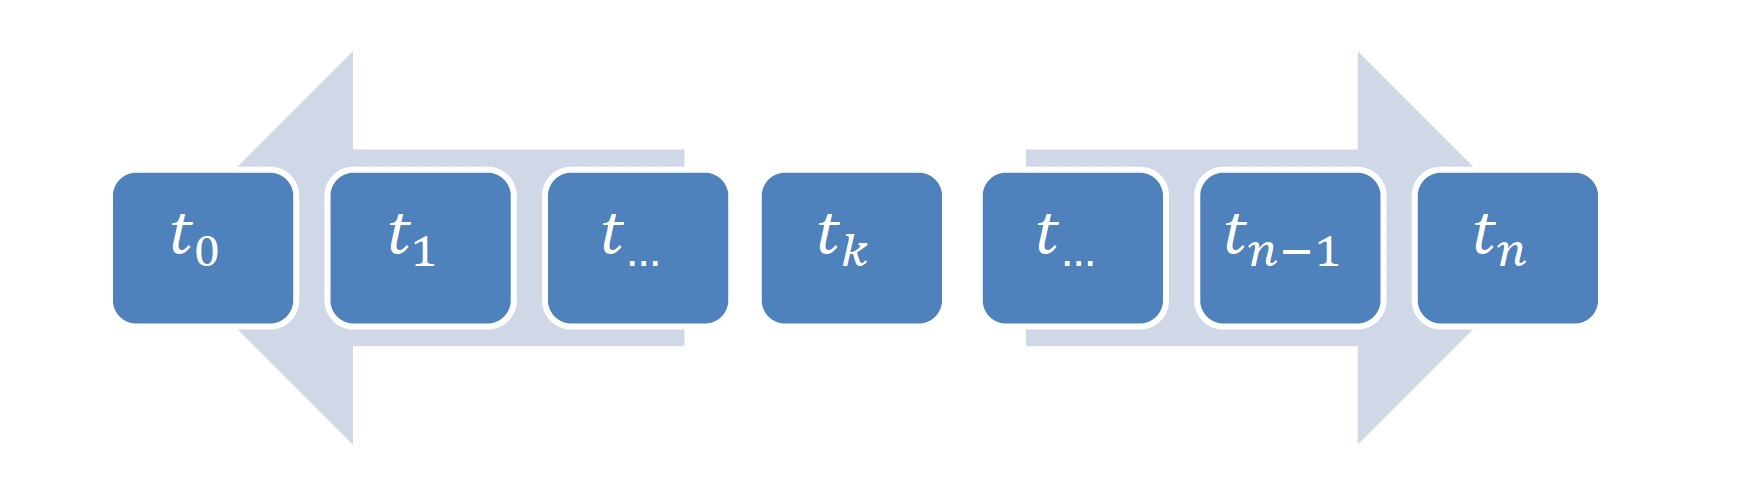 t₀ t₁ t... tₖ t... tₙ₋₁ tₙ